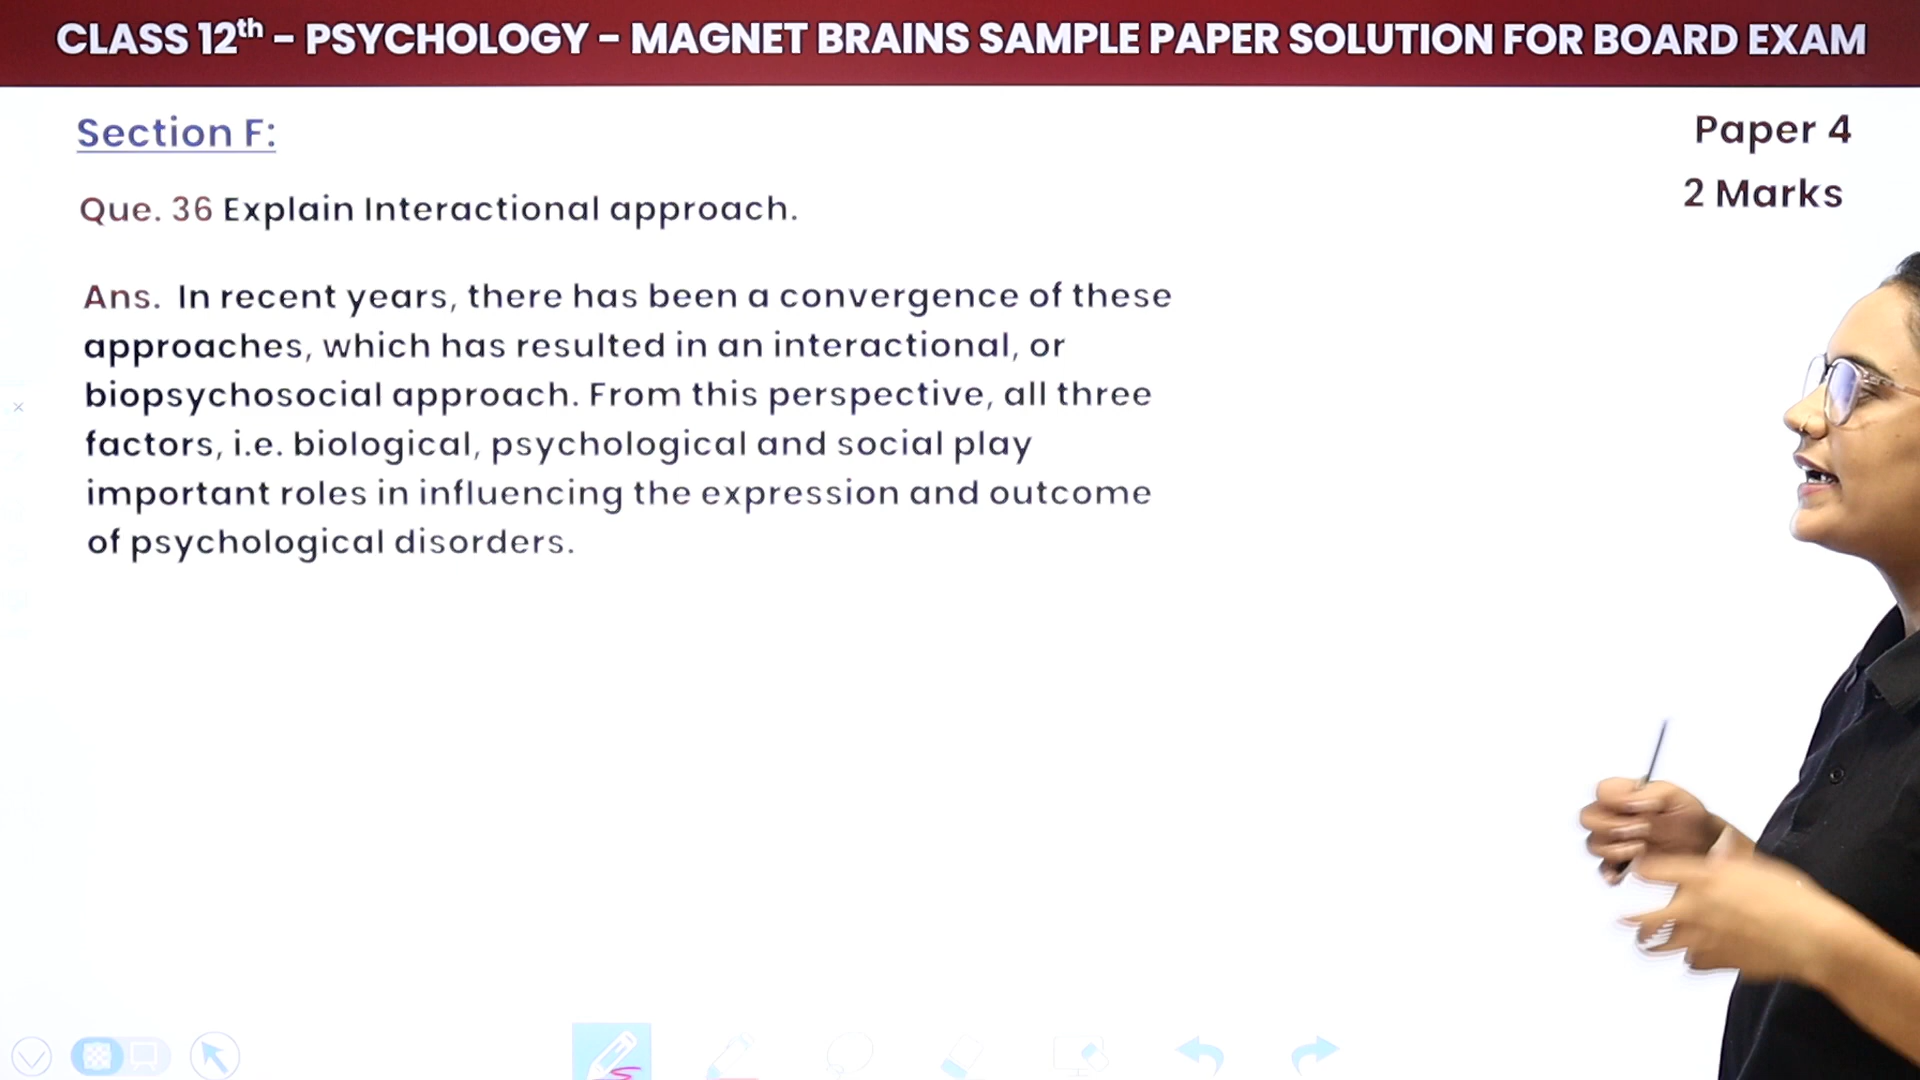 CLASS 12th – PSYCHOLOGY – MAGNET BRAINS SAMPLE PAPER SOLUTION FOR BOARD EXAM
Section F:
Paper 4
2 Marks
Que. 36 Explain Interactional approach.
Ans. In recent years, there has been a convergence of these
approaches, which has resulted in an interactional, or
biopsychosocial approach. From this perspective, all three
factors, i.e. biological, psychological and social play
important roles in influencing the expression and outcome
of psychological disorders.